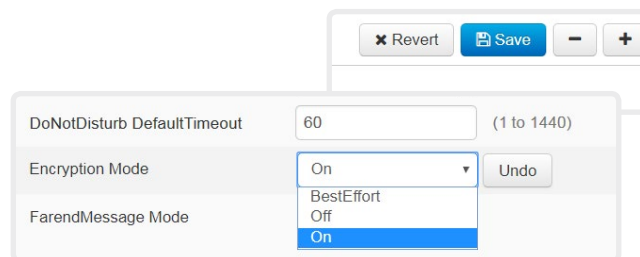 ✖ Revert Save − +
DoNotDisturb DefaultTimeout 60 (1 to 1440)
Encryption Mode On Undo
BestEffort
FarendMessage Mode Off
On